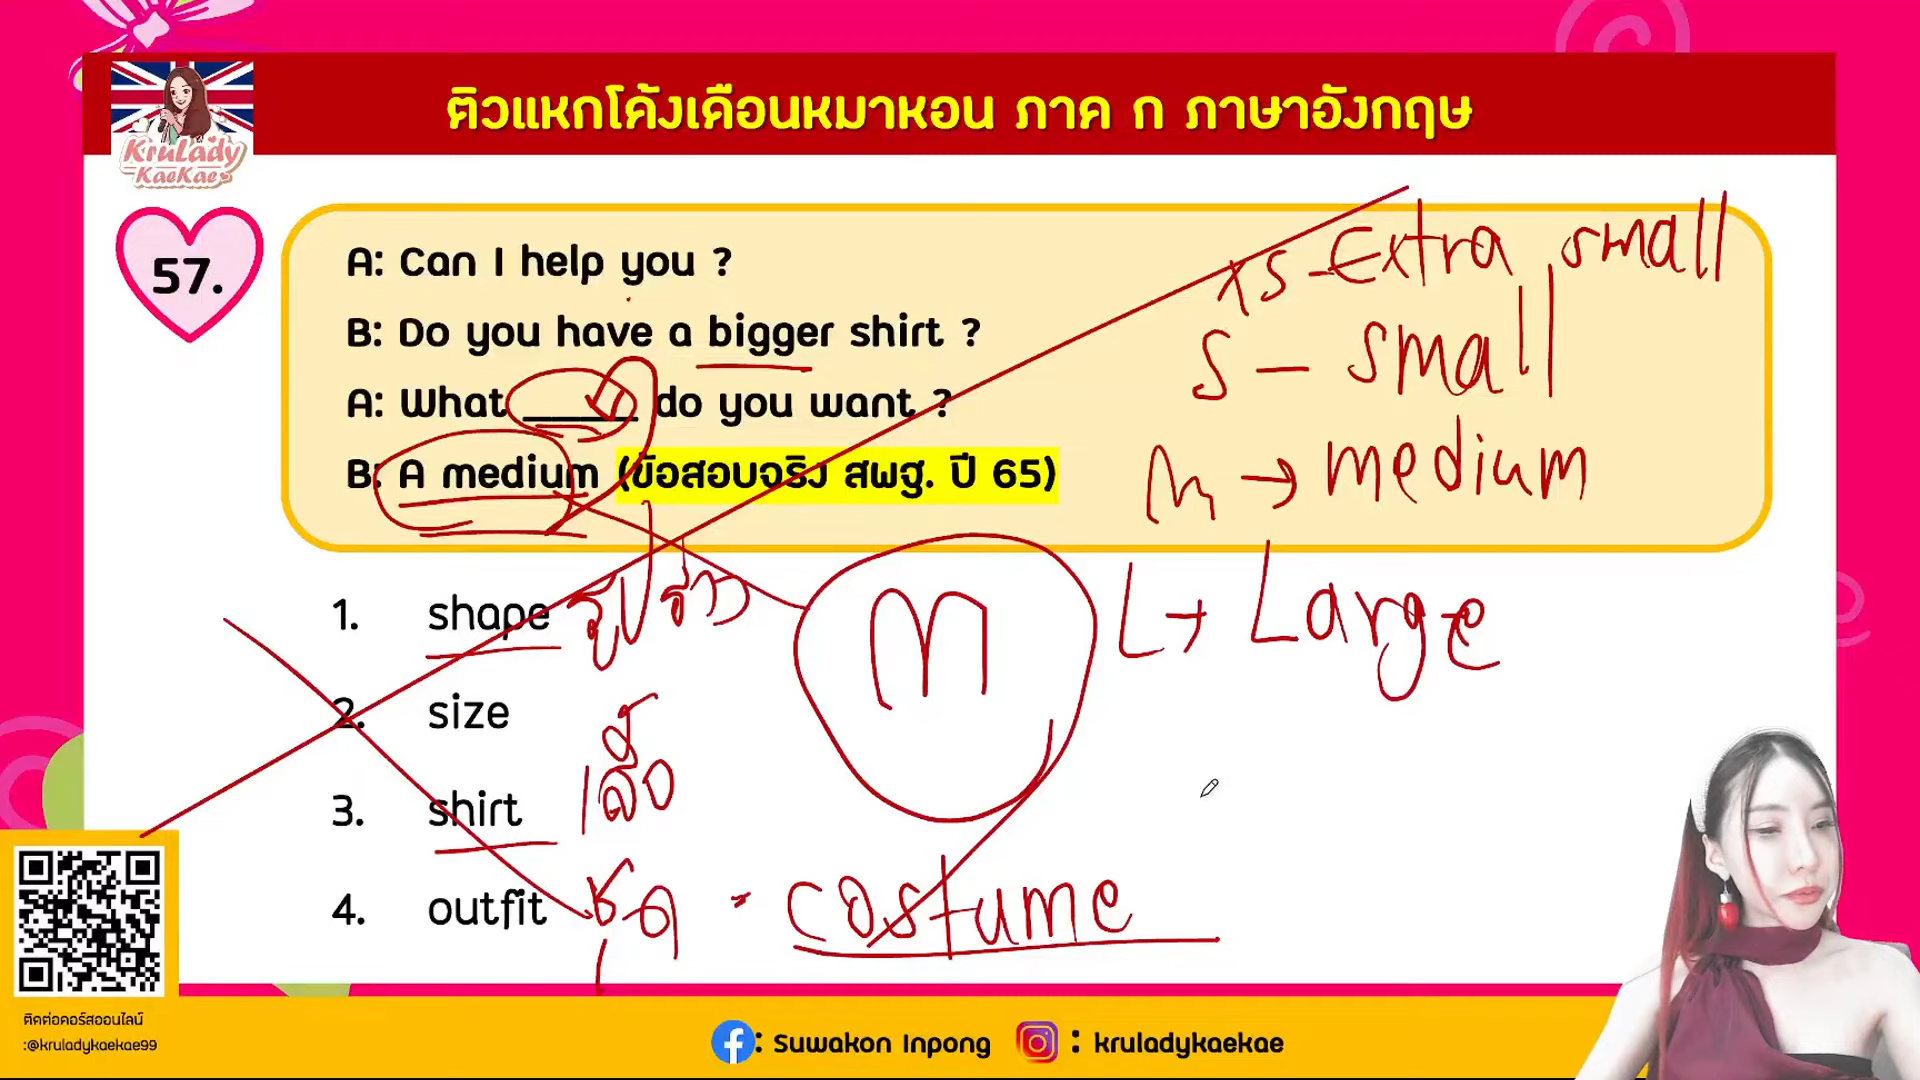 ติวแหกโค้งเดือนหมาหอน ภาค ก ภาษาอังกฤษ
KruLady
KaeKae
57.
A: Can I help you ?
B: Do you have a bigger shirt ?
A: What ____ do you want ?
B: A medium (ข้อสอบจริง สพฐ. ปี 65)
XS - Extra small
S - small
M → medium
L → Large
M
1. shape รูปร่าง
2. size
3. shirt เสื้อ
4. outfit ชุด - costume
ติดต่อคอร์สออนไลน์
:@kruladykaekae99
: Suwakon Inpong
: kruladykaekae